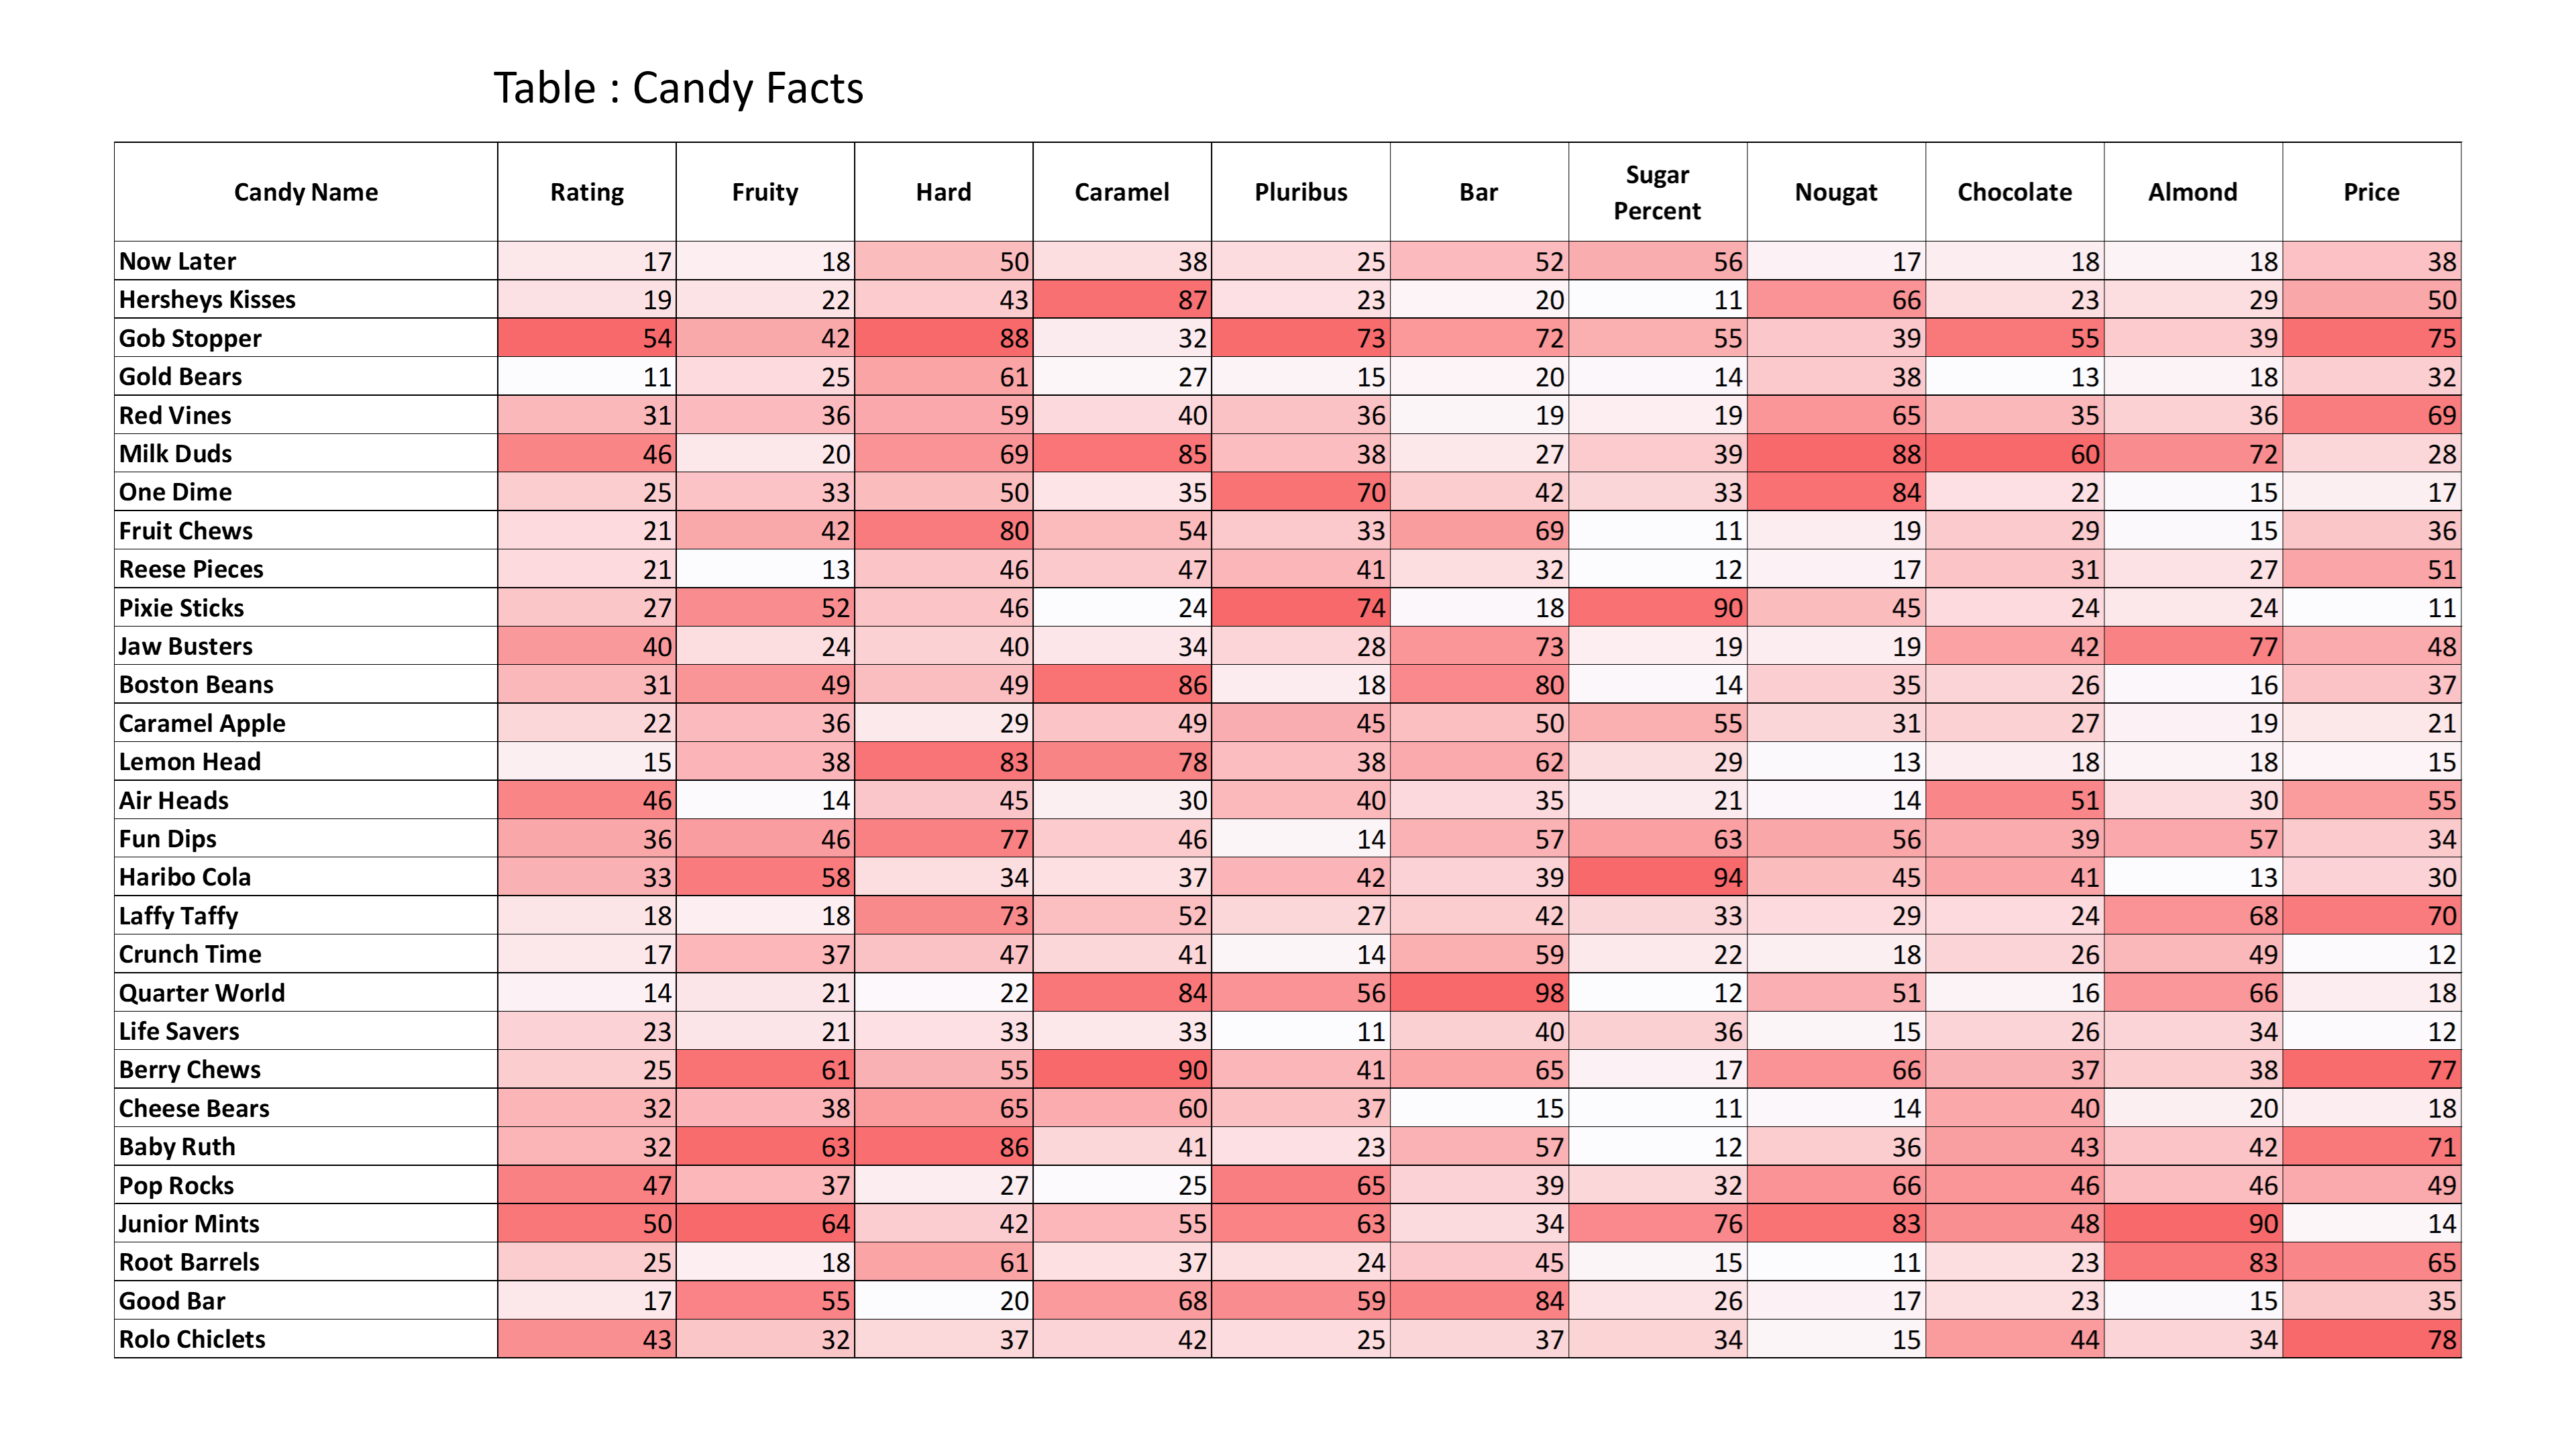 Table : Candy Facts
Candy Name Rating Fruity Hard Caramel Pluribus Bar Sugar Percent Nougat Chocolate Almond Price
Now Later 17 18 50 38 25 52 56 17 18 18 38
Hersheys Kisses 19 22 43 87 23 20 11 66 23 29 50
Gob Stopper 54 42 88 32 73 72 55 39 55 39 75
Gold Bears 11 25 61 27 15 20 14 38 13 18 32
Red Vines 31 36 59 40 36 19 19 65 35 36 69
Milk Duds 46 20 69 85 38 27 39 88 60 72 28
One Dime 25 33 50 35 70 42 33 84 22 15 17
Fruit Chews 21 42 80 54 33 69 11 19 29 15 36
Reese Pieces 21 13 46 47 41 32 12 17 31 27 51
Pixie Sticks 27 52 46 24 74 18 90 45 24 24 11
Jaw Busters 40 24 40 34 28 73 19 19 42 77 48
Boston Beans 31 49 49 86 18 80 14 35 26 16 37
Caramel Apple 22 36 29 49 45 50 55 31 27 19 21
Lemon Head 15 38 83 78 38 62 29 13 18 18 15
Air Heads 46 14 45 30 40 35 21 14 51 30 55
Fun Dips 36 46 77 46 14 57 63 56 39 57 34
Haribo Cola 33 58 34 37 42 39 94 45 41 13 30
Laffy Taffy 18 18 73 52 27 42 33 29 24 68 70
Crunch Time 17 37 47 41 14 59 22 18 26 49 12
Quarter World 14 21 22 84 56 98 12 51 16 66 18
Life Savers 23 21 33 33 11 40 36 15 26 34 12
Berry Chews 25 61 55 90 41 65 17 66 37 38 77
Cheese Bears 32 38 65 60 37 15 11 14 40 20 18
Baby Ruth 32 63 86 41 23 57 12 36 43 42 71
Pop Rocks 47 37 27 25 65 39 32 66 46 46 49
Junior Mints 50 64 42 55 63 34 76 83 48 90 14
Root Barrels 25 18 61 37 24 45 15 11 23 83 65
Good Bar 17 55 20 68 59 84 26 17 23 15 35
Rolo Chiclets 43 32 37 42 25 37 34 15 44 34 78